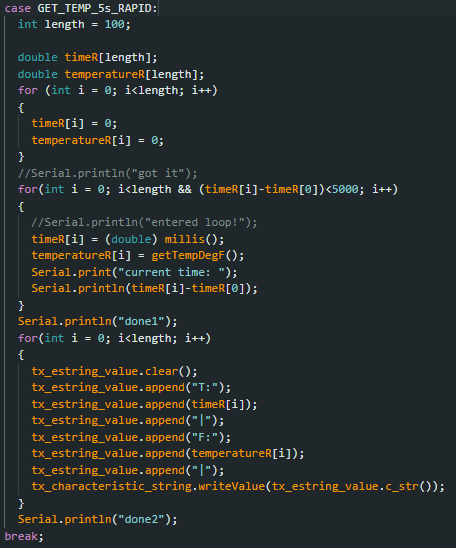 case GET_TEMP_5s_RAPID:
int length = 100;
double timeR[length];
double temperatureR[length];
for (int i = 0; i<length; i++)
{
timeR[i] = 0;
temperatureR[i] = 0;
}
//Serial.println("got it");
for(int i = 0; i<length && (timeR[i]-timeR[0])<5000; i++)
{
//Serial.println("entered loop!");
timeR[i] = (double) millis();
temperatureR[i] = getTempDegF();
Serial.print("current time: ");
Serial.println(timeR[i]-timeR[0]);
}
Serial.println("done1");
for(int i = 0; i<length; i++)
{
tx_estring_value.clear();
tx_estring_value.append("T:");
tx_estring_value.append(timeR[i]);
tx_estring_value.append("|");
tx_estring_value.append("F:");
tx_estring_value.append(temperatureR[i]);
tx_estring_value.append("|");
tx_characteristic_string.writeValue(tx_estring_value.c_str());
}
Serial.println("done2");
break;